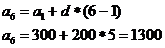 a₆ = a₁ + d * (6 − 1)
a₆ = 300 + 200 * 5 = 1300